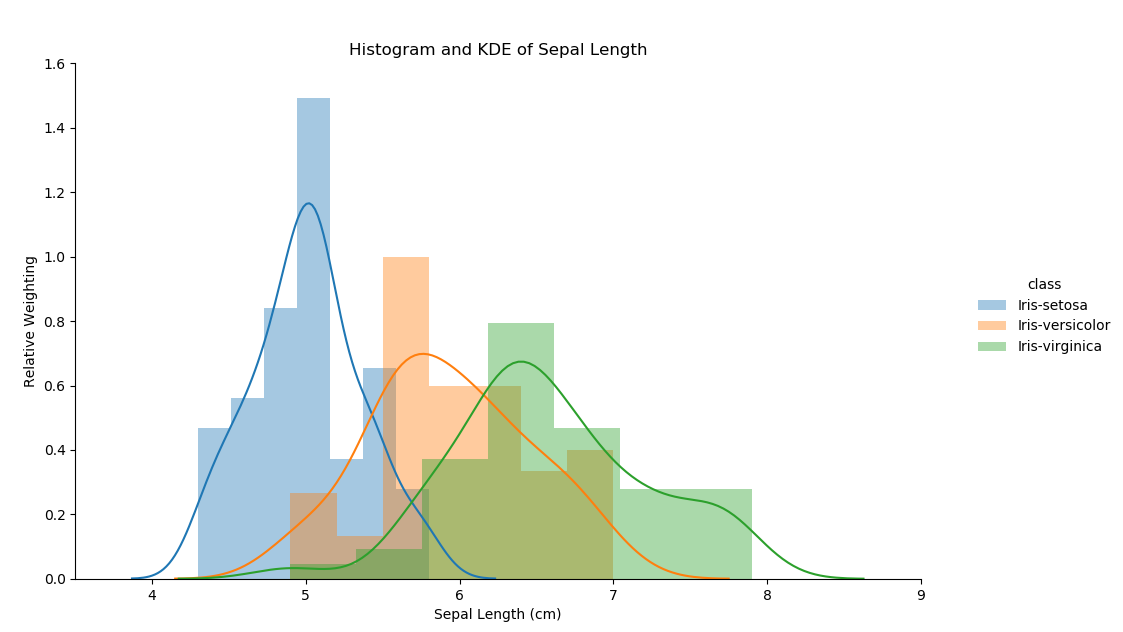 Histogram and KDE of Sepal Length
1.6
1.4
1.2
1.0
0.8
0.6
0.4
0.2
0.0
Relative Weighting
4 5 6 7 8 9
Sepal Length (cm)
class
Iris-setosa
Iris-versicolor
Iris-virginica